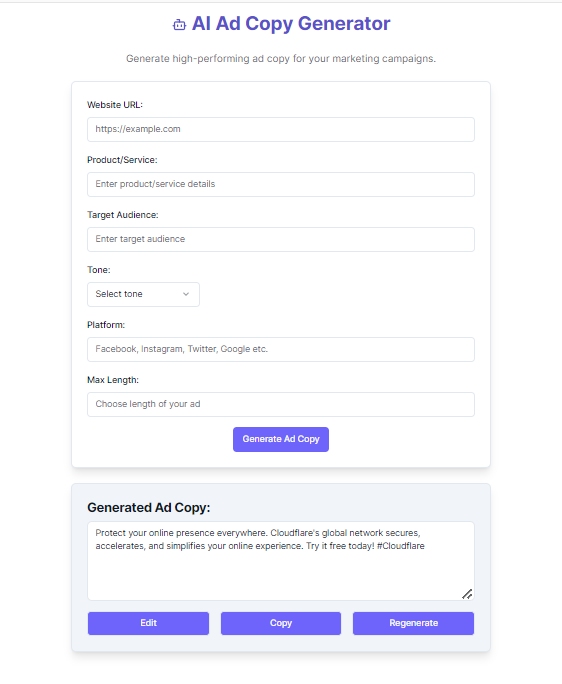 AI Ad Copy Generator
Generate high-performing ad copy for your marketing campaigns.
Website URL:
https://example.com
Product/Service:
Enter product/service details
Target Audience:
Enter target audience
Tone:
Select tone
Platform:
Facebook, Instagram, Twitter, Google etc.
Max Length:
Choose length of your ad
Generate Ad Copy
Generated Ad Copy:
Protect your online presence everywhere. Cloudflare's global network secures,
accelerates, and simplifies your online experience. Try it free today! #Cloudflare
Edit
Copy
Regenerate